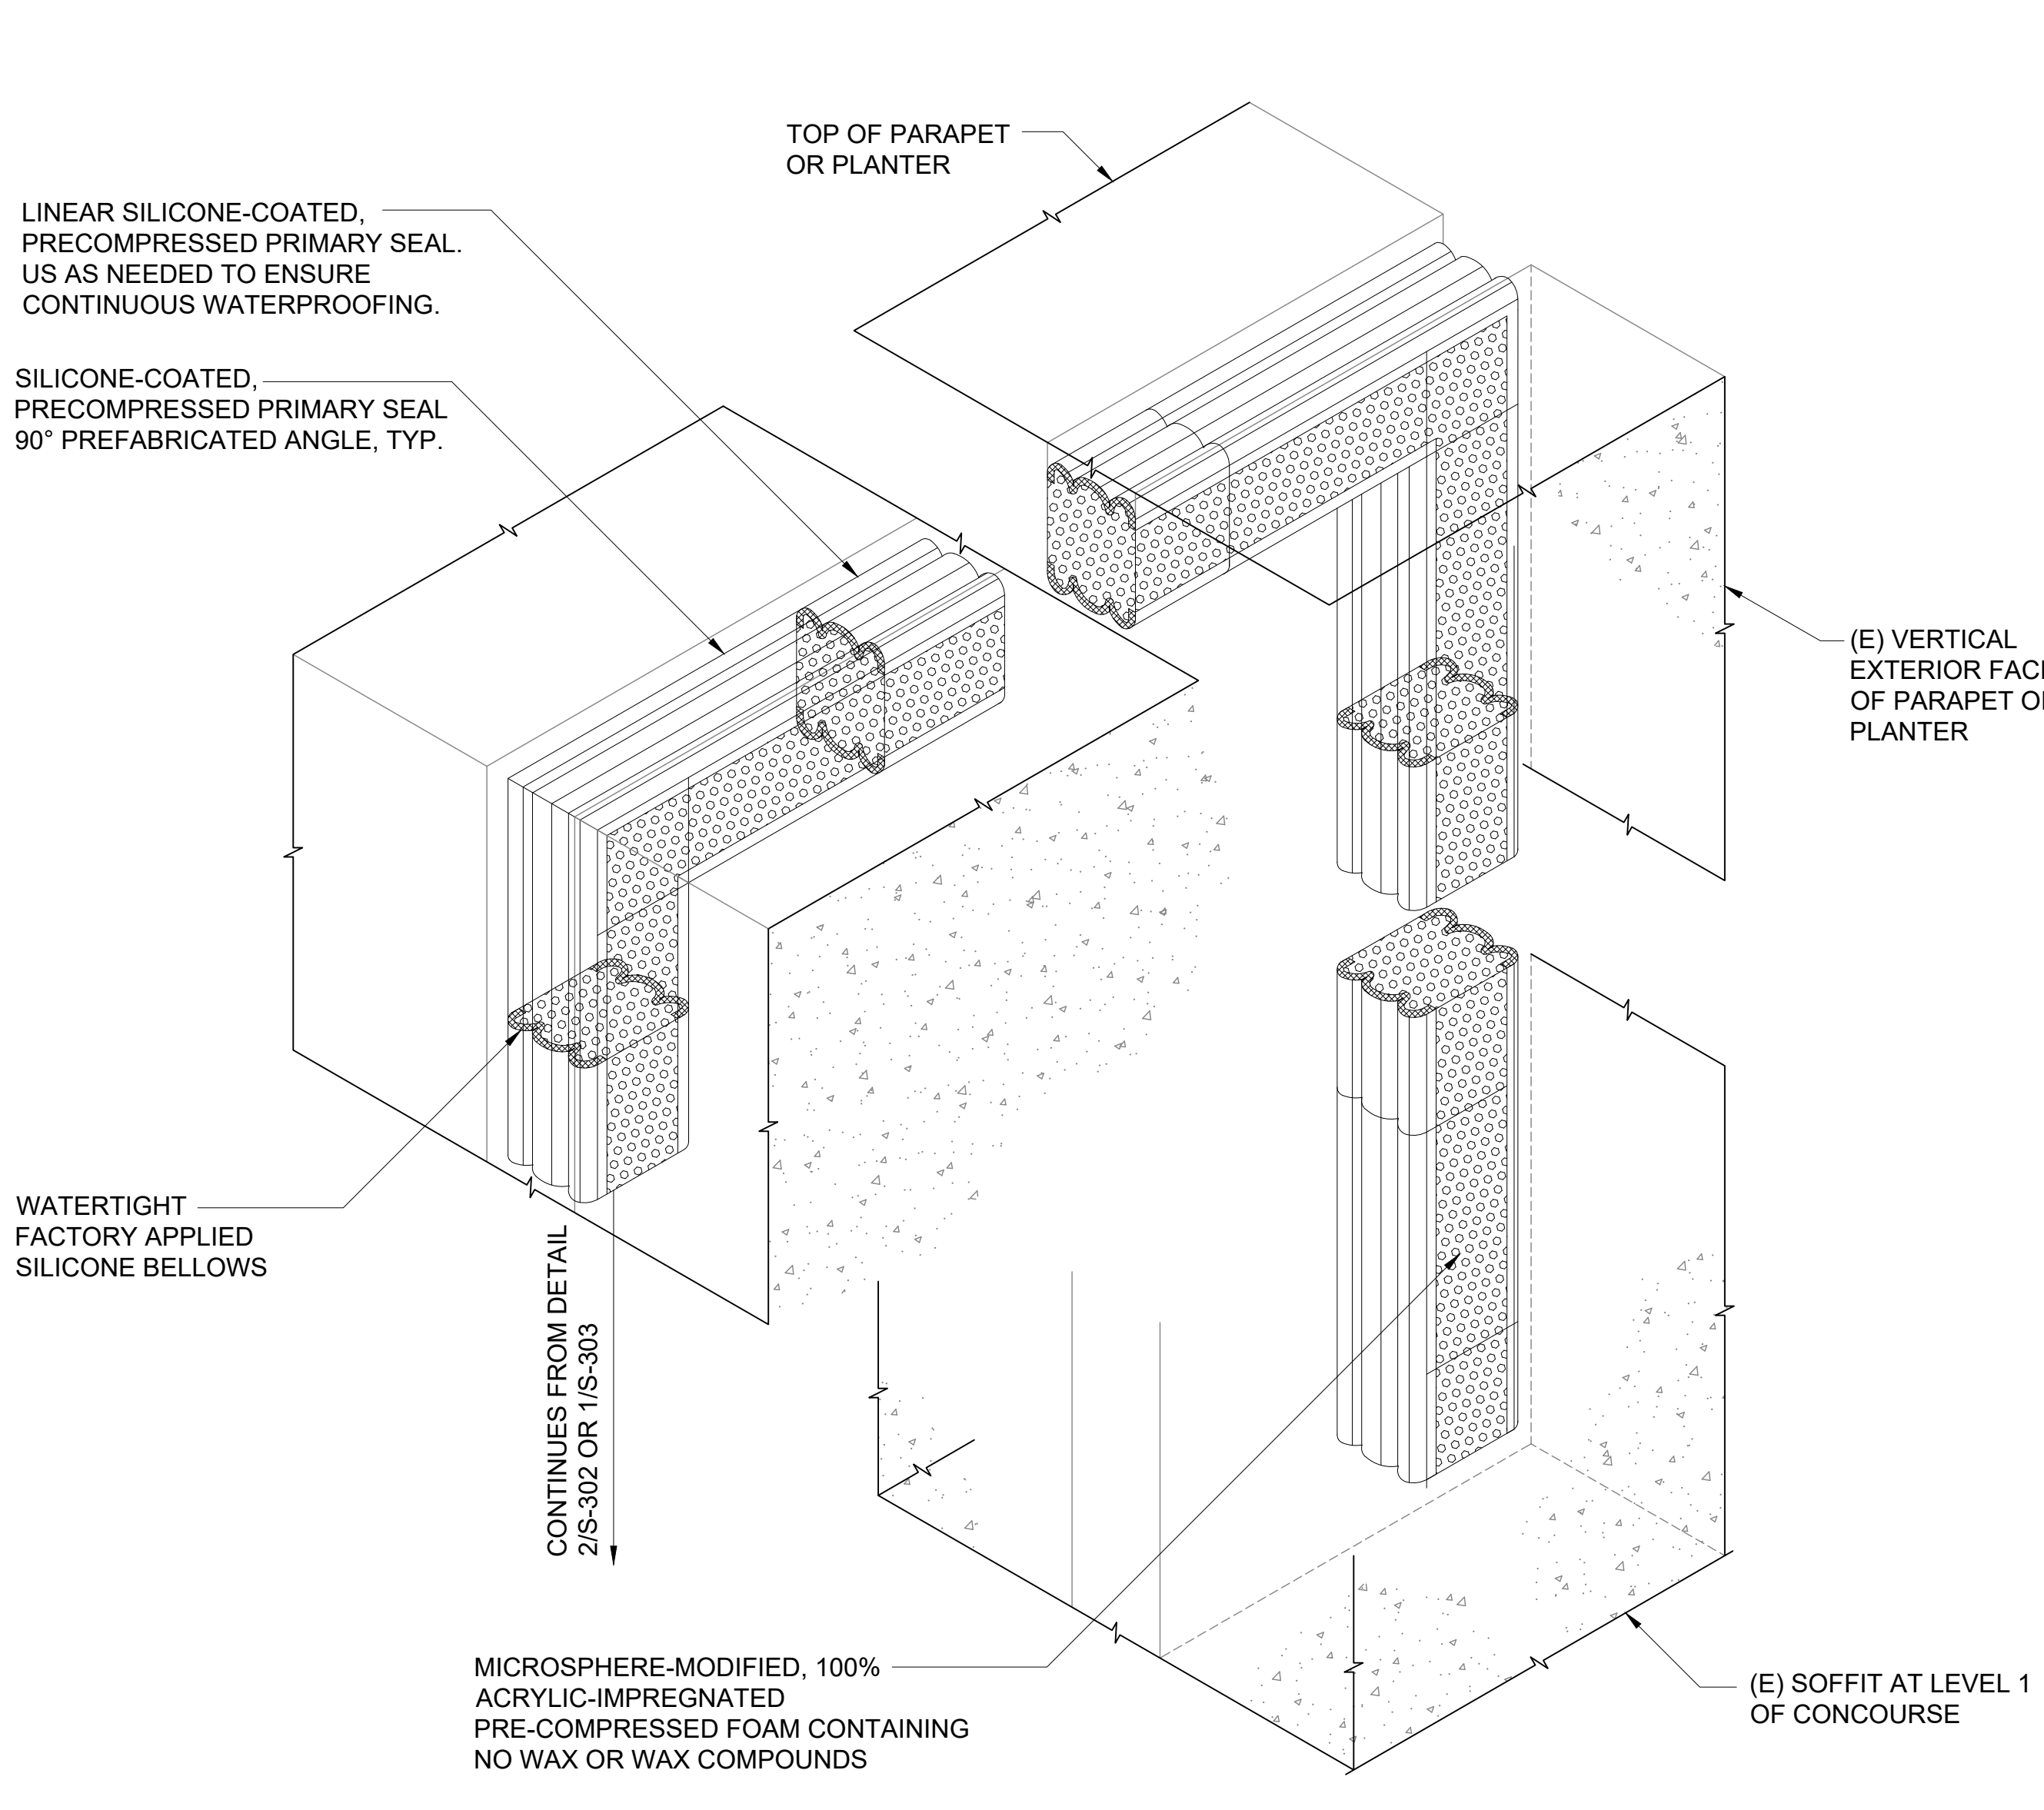 TOP OF PARAPET
OR PLANTER
LINEAR SILICONE-COATED,
PRECOMPRESSED PRIMARY SEAL.
US AS NEEDED TO ENSURE
CONTINUOUS WATERPROOFING.
SILICONE-COATED,
PRECOMPRESSED PRIMARY SEAL
90° PREFABRICATED ANGLE, TYP.
(E) VERTICAL
EXTERIOR
OF PARAPET
PLANTER
WATERTIGHT
FACTORY APPLIED
SILICONE BELLOWS
CONTINUES FROM DETAIL
2/S-302 OR 1/S-303
MICROSPHERE-MODIFIED, 100%
ACRYLIC-IMPREGNATED
PRE-COMPRESSED FOAM CONTAINING
NO WAX OR WAX COMPOUNDS
(E) SOFFIT AT LEVEL 1
OF CONCOURSE